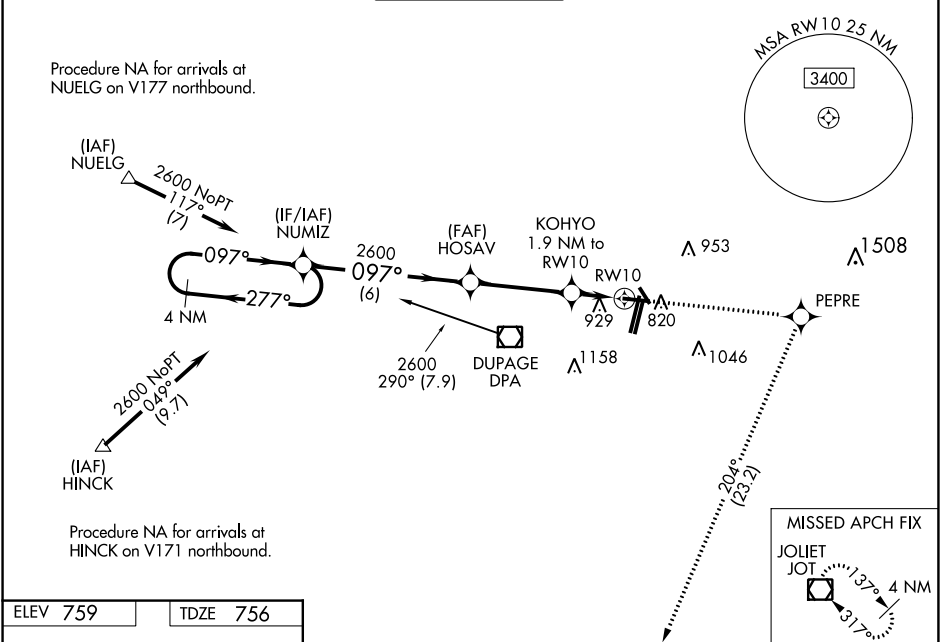 MSA RW10 25 NM
3400
Procedure NA for arrivals at
NUELG on V177 northbound.
(IAF)
NUELG
2600 NoPT
117°
(7)
(IF/IAF)
NUMIZ
097°
277°
4 NM
2600
097°
(6)
(FAF)
HOSAV
KOHYO
1.9 NM to
RW10
RW10
953
1508
929
820
PEPRE
1158
1046
DUPAGE
DPA
2600
290° (7.9)
2600 NoPT
049°
(9.7)
(IAF)
HINCK
204°
(23.2)
Procedure NA for arrivals at
HINCK on V171 northbound.
MISSED APCH FIX
JOLIET
JOT
137°
4 NM
317°
ELEV 759
TDZE 756